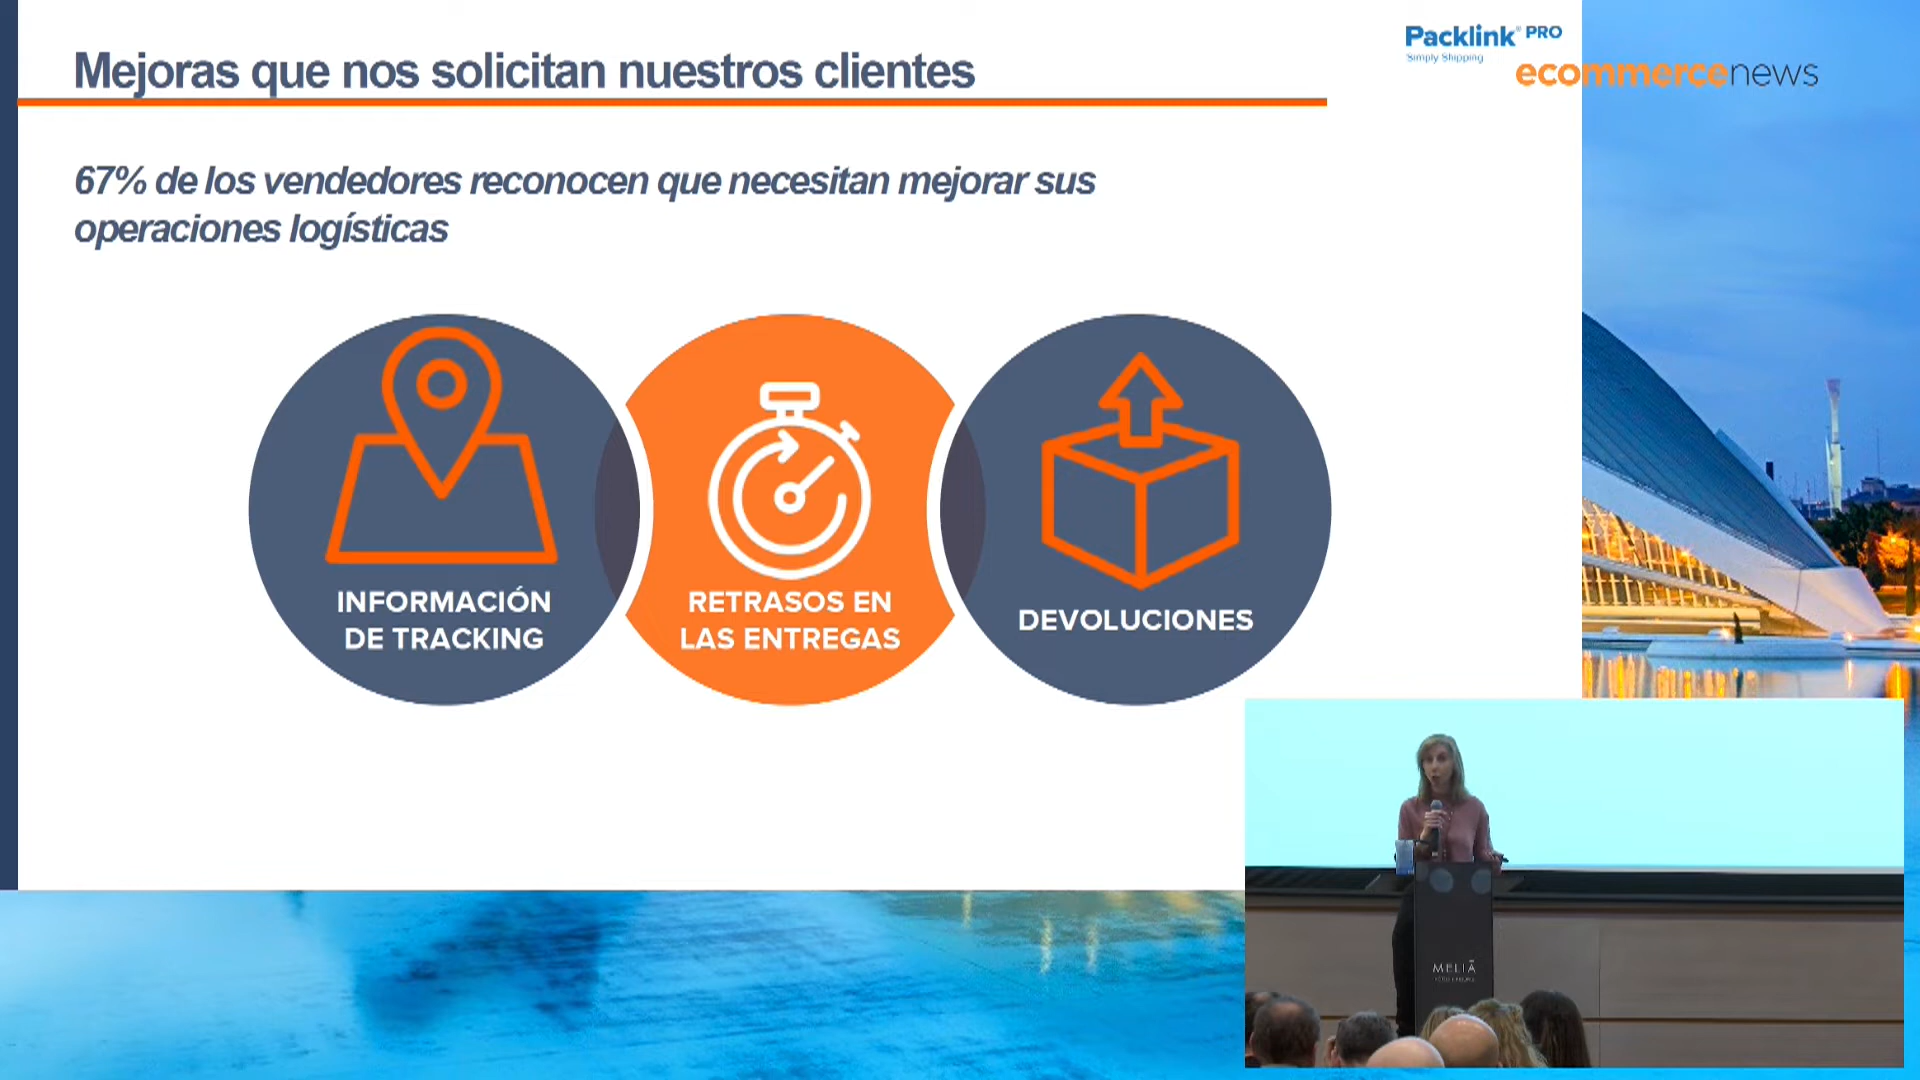 Mejoras que nos solicitan nuestros clientes
Packlink® PRO
Simply Shipping
ecommercenews
67% de los vendedores reconocen que necesitan mejorar sus
operaciones logísticas
INFORMACIÓN
DE TRACKING
RETRASOS EN
LAS ENTREGAS
DEVOLUCIONES
MELIÃ